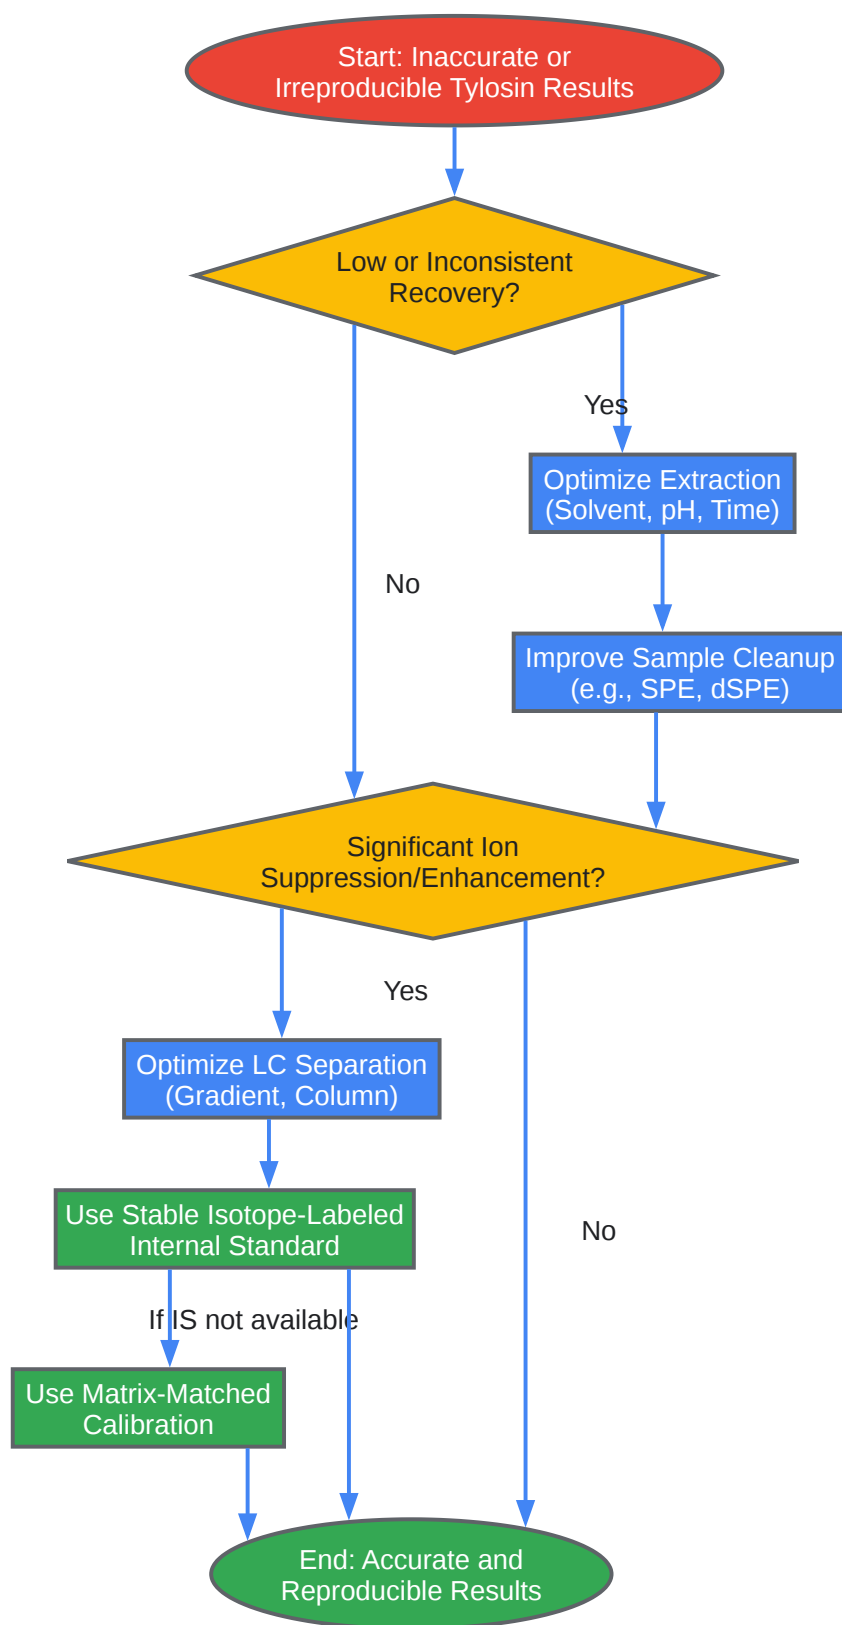 Start: Inaccurate or
Irreproducible Tylosin Results
Low or Inconsistent
Recovery?
Yes
Optimize Extraction
(Solvent, pH, Time)
No
Improve Sample Cleanup
(e.g., SPE, dSPE)
Significant Ion
Suppression/Enhancement?
Yes
Optimize LC Separation
(Gradient, Column)
Use Stable Isotope-Labeled
Internal Standard
No
If IS not available
Use Matrix-Matched
Calibration
End: Accurate and
Reproducible Results